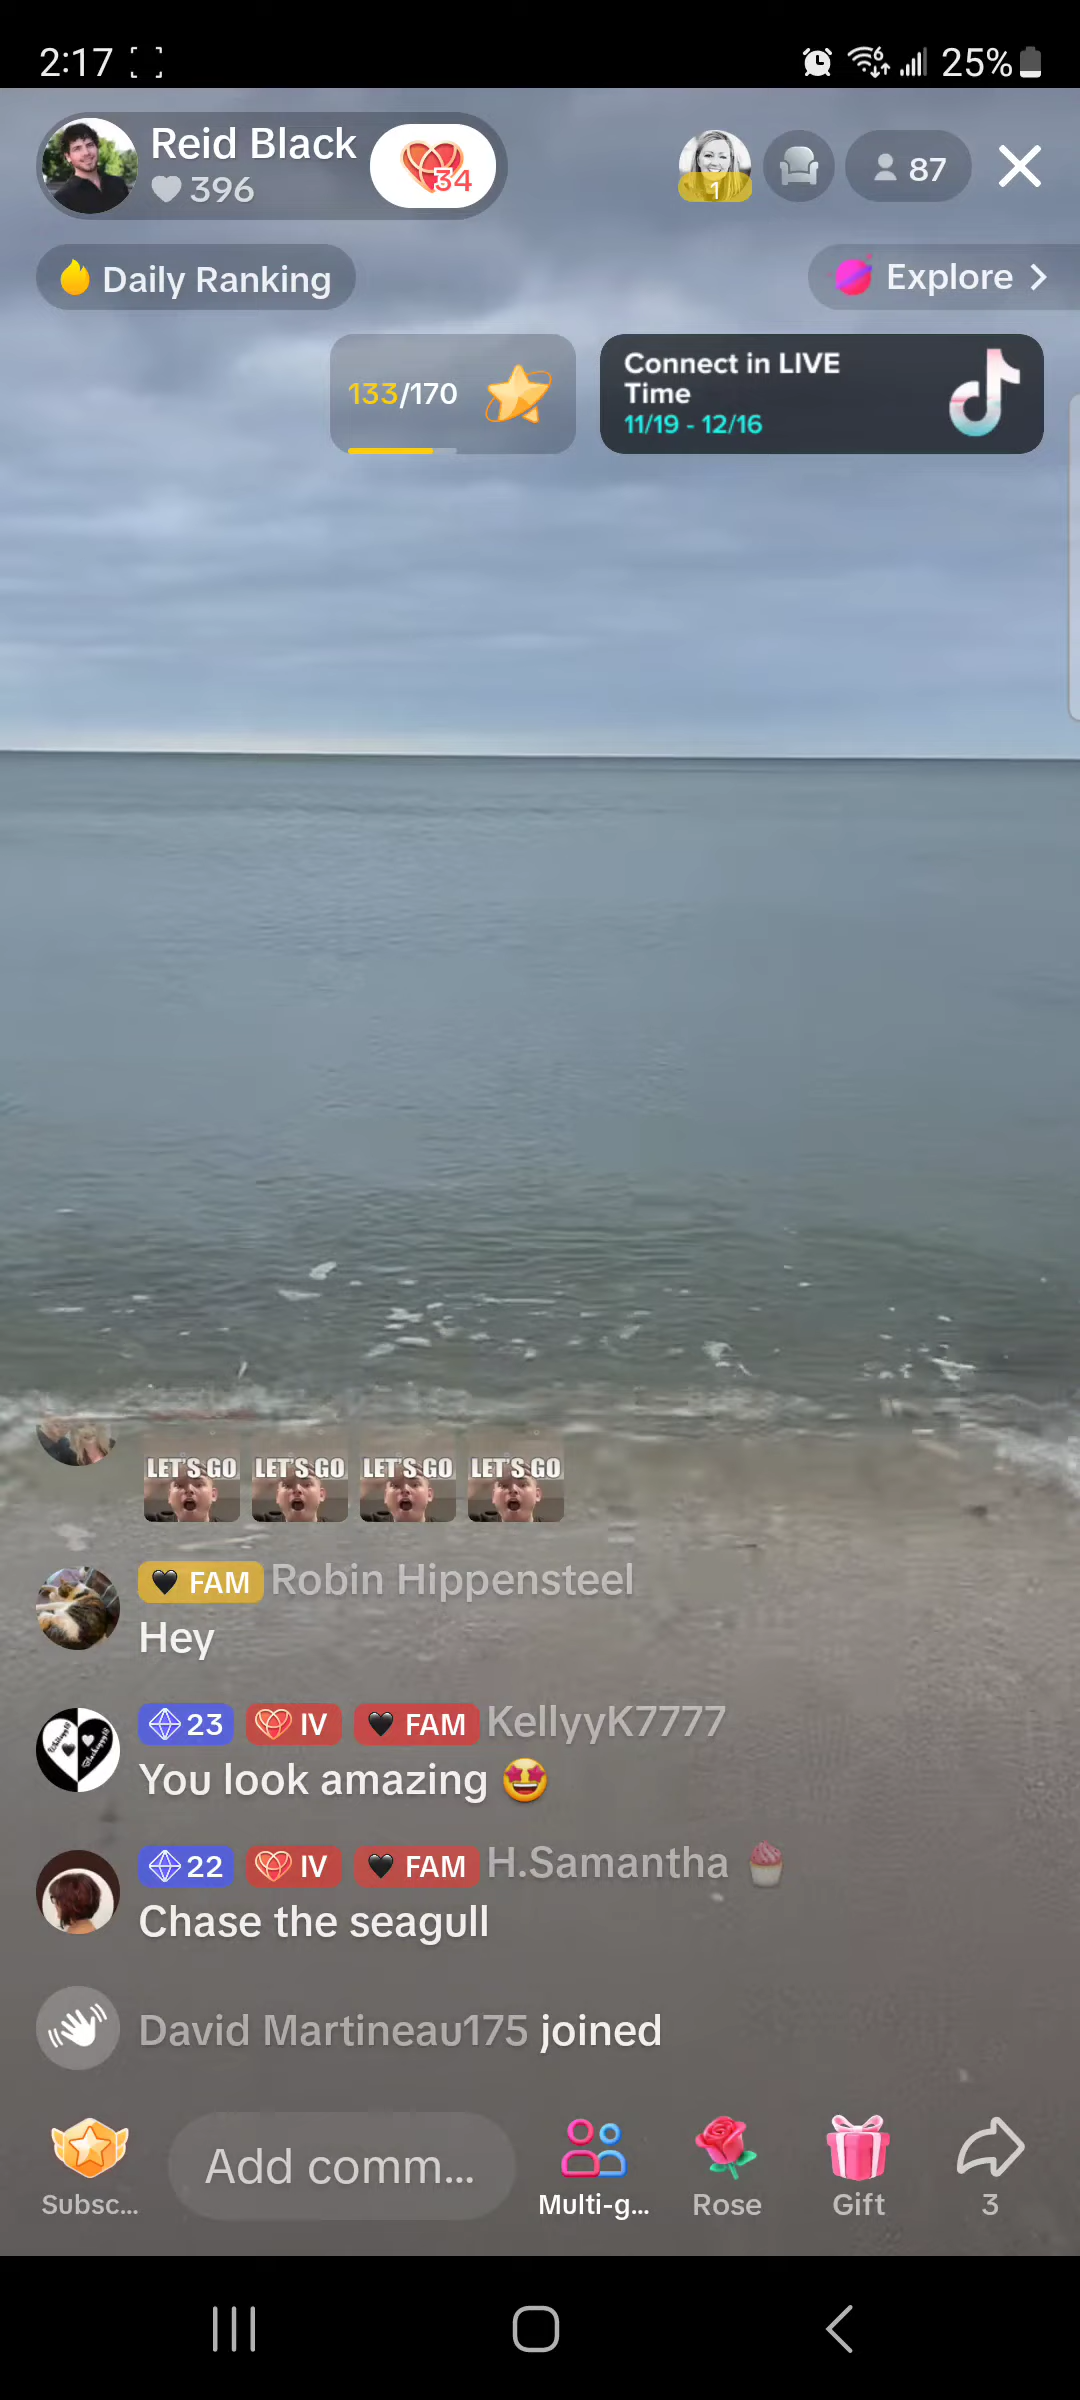 2:17
6 25%
Reid Black
396
34
1
87
Daily Ranking
Explore
133/170
Connect in LIVE
Time
11/19 - 12/16
LET'S GO LET'S GO LET'S GO LET'S GO
🖤 FAM Robin Hippensteel
Hey
23 IV 🖤 FAM KellyyK7777
You look amazing 🤩
22 IV 🖤 FAM H.Samantha 🧁
Chase the seagull
David Martineau175 joined
Subsc...
Add comm...
Multi-g...
Rose
Gift
3